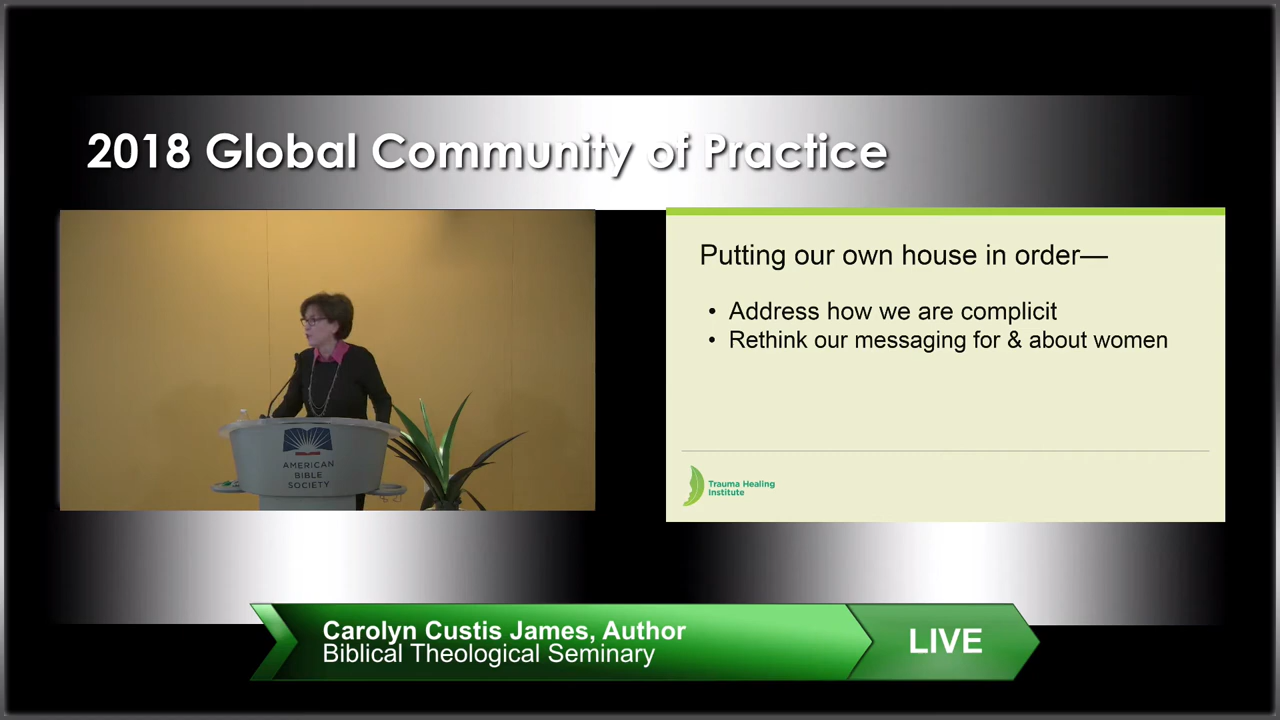 2018 Global Community of Practice
AMERICAN
BIBLE
SOCIETY
Putting our own house in order—
• Address how we are complicit
• Rethink our messaging for & about women
Trauma Healing
Institute
Carolyn Custis James, Author
Biblical Theological Seminary
LIVE